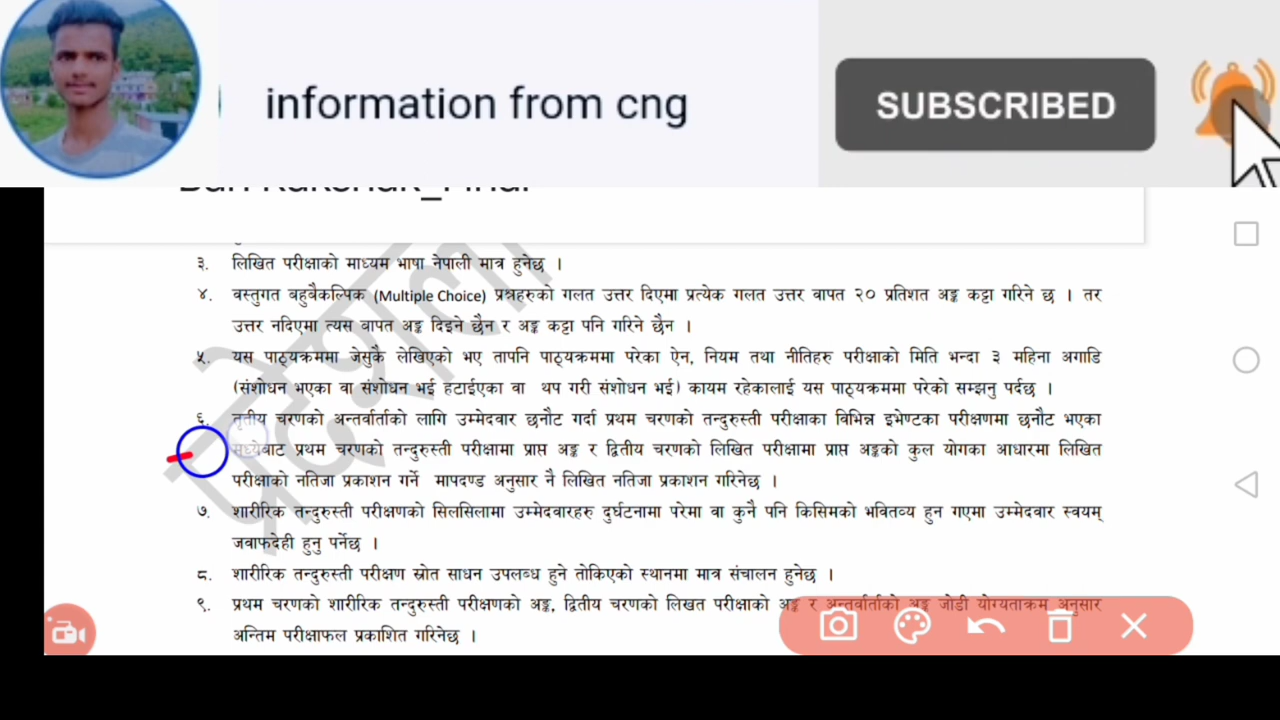 information from cng
SUBSCRIBED
३. लिखित परीक्षाको माध्यम भाषा नेपाली मात्र हुनेछ ।
४. वस्तुगत बहुबैकल्पिक (Multiple Choice) प्रश्नहरुको गलत उत्तर दिएमा प्रत्येक गलत उत्तर वापत २० प्रतिशत अङ्क कट्टा गरिने छ । तर
उत्तर नदिएमा त्यस बापत अङ्क दिइने छैन र अङ्क कट्टा पनि गरिने छैन ।
५. यस पाठ्यक्रममा जेसुकै लेखिएको भए तापनि पाठ्यक्रममा परेका ऐन, नियम तथा नीतिहरु परीक्षाको मिति भन्दा ३ महिना अगाडि
(संशोधन भएका वा संशोधन भई हटाईएका वा थप गरी संशोधन भई) कायम रहेकालाई यस पाठ्यक्रममा परेको सम्झनु पर्दछ ।
६. तृतीय चरणको अन्तर्वार्ताको लागि उम्मेदवार छनौट गर्दा प्रथम चरणको तन्दुरुस्ती परीक्षाका विभिन्न इभेण्टका परीक्षणमा छनौट भएका
मध्येबाट प्रथम चरणको तन्दुरुस्ती परीक्षामा प्राप्त अङ्क र द्वितीय चरणको लिखित परीक्षामा प्राप्त अङ्कको कुल योगका आधारमा लिखित
परीक्षाको नतिजा प्रकाशन गर्ने मापदण्ड अनुसार नै लिखित नतिजा प्रकाशन गरिनेछ ।
७. शारीरिक तन्दुरुस्ती परीक्षणको सिलसिलामा उम्मेदवारहरु दुर्घटनामा परेमा वा कुनै पनि किसिमको भवितव्य हुन गएमा उम्मेदवार स्वयम्
जवाफदेही हुनु पर्नेछ ।
८. शारीरिक तन्दुरुस्ती परीक्षण स्रोत साधन उपलब्ध हुने तोकिएको स्थानमा मात्र संचालन हुनेछ ।
९. प्रथम चरणको शारीरिक तन्दुरुस्ती परीक्षणको अङ्क, द्वितीय चरणको लिखत परीक्षाको अङ्क र अन्तर्वार्ताको अङ्क जोडी योग्यताक्रम अनुसार
अन्तिम परीक्षाफल प्रकाशित गरिनेछ ।